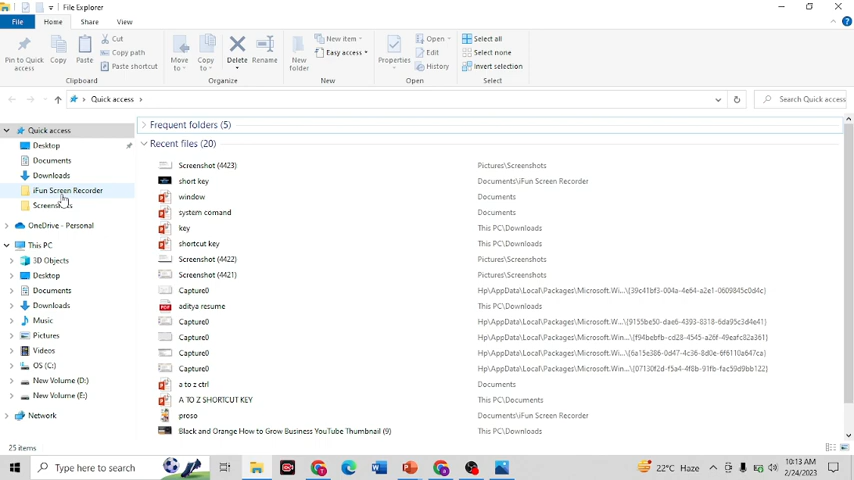 File Explorer
File Home Share View
Pin to Quick access
Copy
Paste
Cut
Copy path
Paste shortcut
Move to
Copy to
Delete
Rename
New folder
New item
Easy access
Properties
Open
Edit
History
Select all
Select none
Invert selection
Clipboard Organize New Open Select
Quick access
Search Quick access
Quick access
Desktop
Documents
Downloads
iFun Screen Recorder
OneDrive - Personal
This PC
3D Objects
Desktop
Documents
Downloads
Music
Pictures
Videos
OS (C:)
New Volume (D:)
New Volume (E:)
Network
Frequent folders (5)
Recent files (20)
Screenshot (4423) Pictures\Screenshots
short key Documents\iFun Screen Recorder
window Documents
system comand Documents
key This PC\Downloads
shortcut key This PC\Downloads
Screenshot (4422) Pictures\Screenshots
Screenshot (4421) Pictures\Screenshots
Capture0
aditya resume This PC\Downloads
Capture0
Capture0
Capture0
Capture0
a to z ctrl Documents
A TO Z SHORTCUT KEY This PC\Documents
proso Documents\iFun Screen Recorder
Black and Orange How to Grow Business YouTube Thumbnail (9) This PC\Downloads
25 items
Type here to search
22°C Haze
10:13 AM
2/24/2023